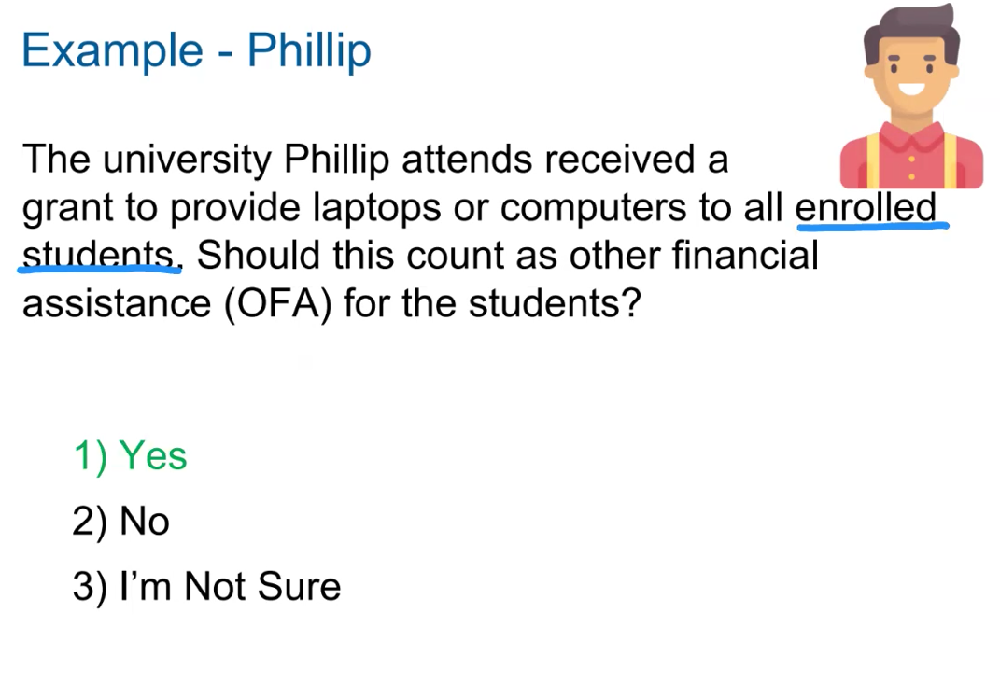 Example - Phillip
The university Phillip attends received a
grant to provide laptops or computers to all enrolled
students. Should this count as other financial
assistance (OFA) for the students?
1) Yes
2) No
3) I’m Not Sure